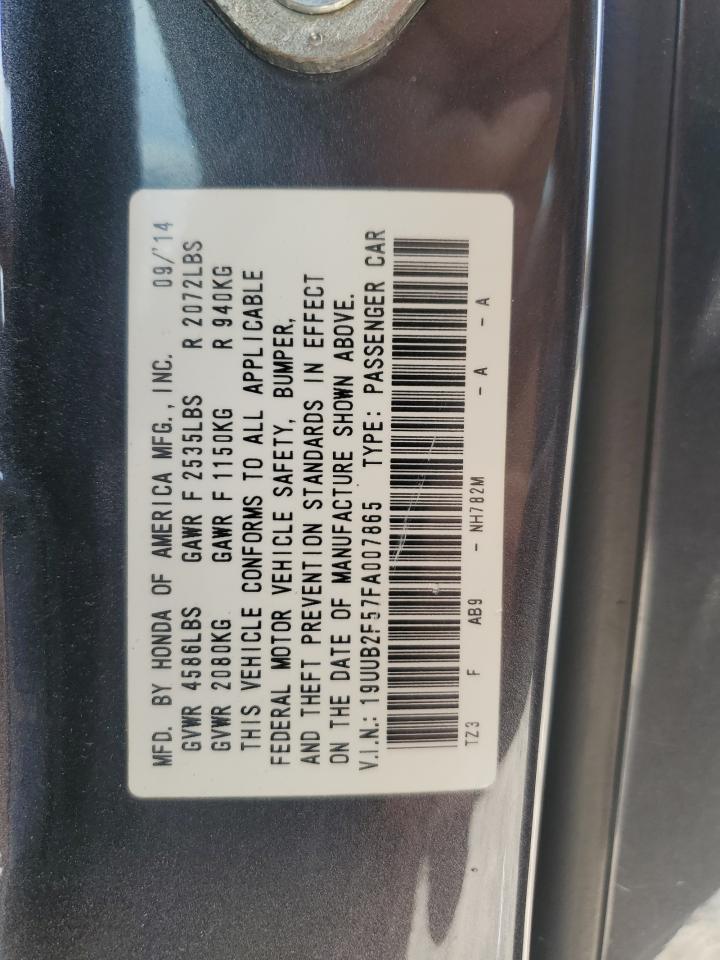 MFD. BY HONDA OF AMERICA MFG., INC. 09/'14
GVWR 4586LBS GAWR F 2535LBS R 2072LBS
GVWR 2080KG GAWR F 1150KG R 940KG
THIS VEHICLE CONFORMS TO ALL APPLICABLE
FEDERAL MOTOR VEHICLE SAFETY, BUMPER,
AND THEFT PREVENTION STANDARDS IN EFFECT
ON THE DATE OF MANUFACTURE SHOWN ABOVE.
V.I.N.: 19UUB2F57FA007865 TYPE: PASSENGER CAR
TZ3 F AB9 - NH782M - A - A